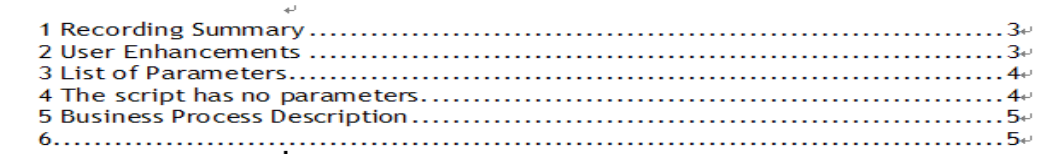 1 Recording Summary.......................................................................3
2 User Enhancements .......................................................................3
3 List of Parameters.........................................................................4
4 The script has no parameters............................................................4
5 Business Process Description............................................................5
6................................................................................................5